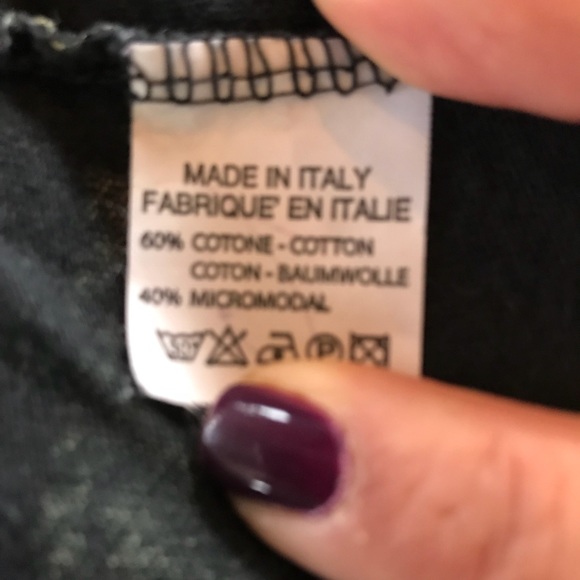 MADE IN ITALY
FABRIQUE' EN ITALIE
60% COTONE - COTTON
COTON - BAUMWOLLE
40% MICROMODAL
P